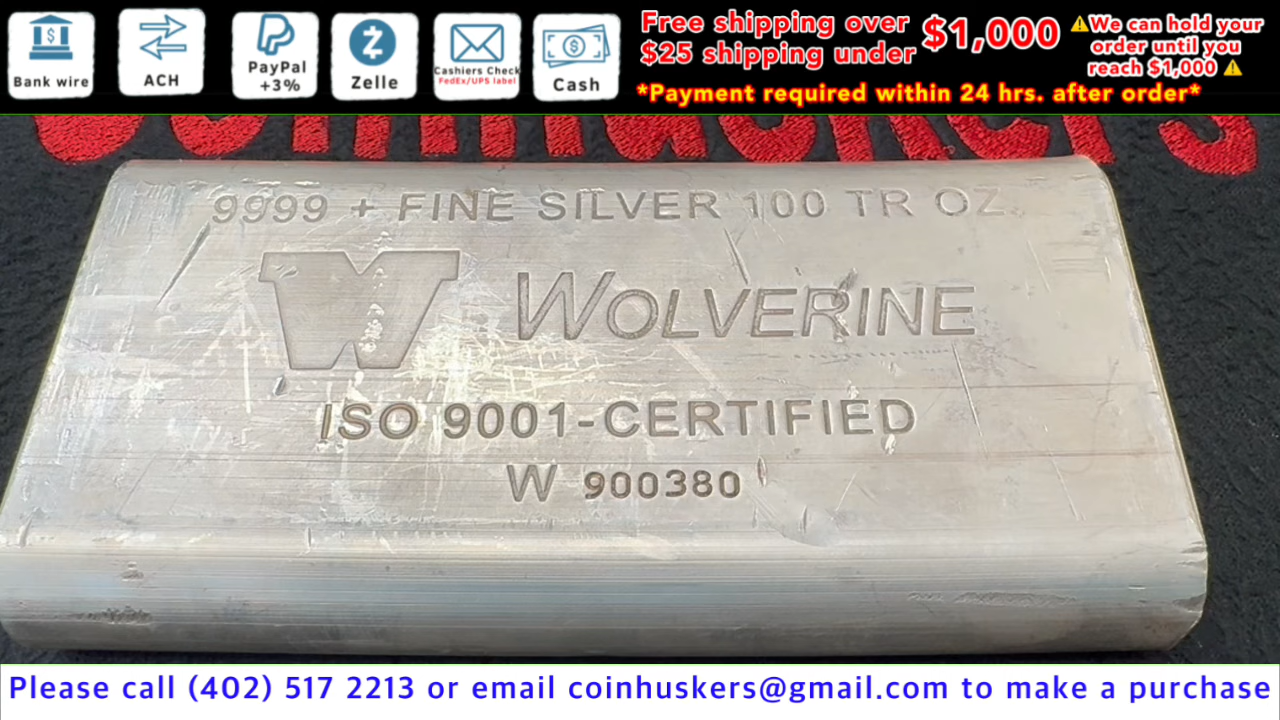 Bank wire
ACH
PayPal
+3%
Zelle
Cashiers Check
FedEx/UPS label
Cash
Free shipping over
$25 shipping under
$1,000
We can hold your
order until you
reach $1,000
*Payment required within 24 hrs. after order*
Coinhuskers
9999 + FINE SILVER 100 TR OZ.
W WOLVERINE
ISO 9001-CERTIFIED
W 900380
Please call (402) 517 2213 or email coinhuskers@gmail.com to make a purchase